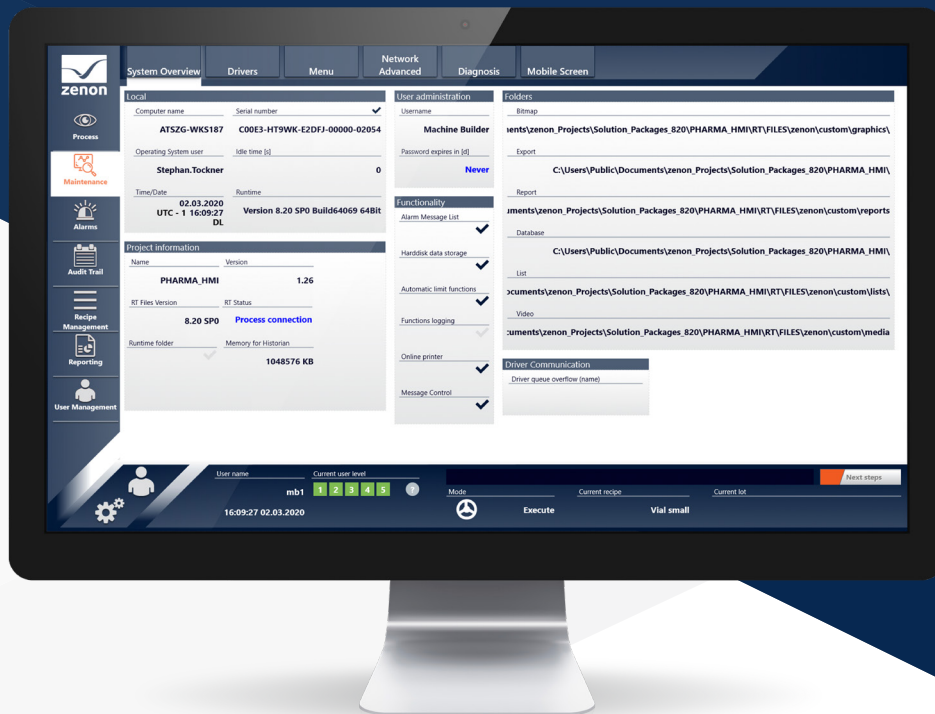 zenon
System Overview
Drivers
Menu
Network
Advanced
Diagnosis
Mobile Screen
Process
Maintenance
Alarms
Audit Trail
Recipe
Management
Reporting
User Management
Local
Computer name
Serial number
ATSZG-WKS187
C00E3-HT9WK-E2DFJ-00000-02054
Operating System user
Idle time [s]
Stephan.Tockner
0
Time/Date
Runtime
02.03.2020
UTC - 1 16:09:27
DL
Version 8.20 SP0 Build64069 64Bit
Project information
Name
Version
PHARMA_HMI
1.26
RT Files Version
RT Status
8.20 SP0
Process connection
Runtime folder
Memory for Historian
1048576 KB
User administration
Username
Machine Builder
Password expires in [d]
Never
Functionality
Alarm Message List
Harddisk data storage
Automatic limit functions
Functions logging
Online printer
Message Control
Folders
Bitmap
ients\zenon_Projects\Solution_Packages_820\PHARMA_HMI\RT\FILES\zenon\custom\graphics\
Export
C:\Users\Public\Documents\zenon_Projects\Solution_Packages_820\PHARMA_HMI\
Report
uments\zenon_Projects\Solution_Packages_820\PHARMA_HMI\RT\FILES\zenon\custom\reports
Database
C:\Users\Public\Documents\zenon_Projects\Solution_Packages_820\PHARMA_HMI\
List
ocuments\zenon_Projects\Solution_Packages_820\PHARMA_HMI\RT\FILES\zenon\custom\lists\
Video
cuments\zenon_Projects\Solution_Packages_820\PHARMA_HMI\RT\FILES\zenon\custom\media
Driver Communication
Driver queue overflow (name)
User name
Current user level
mb1
1 2 3 4 5 ?
16:09:27 02.03.2020
Mode
Current recipe
Current lot
Execute
Vial small
Next steps